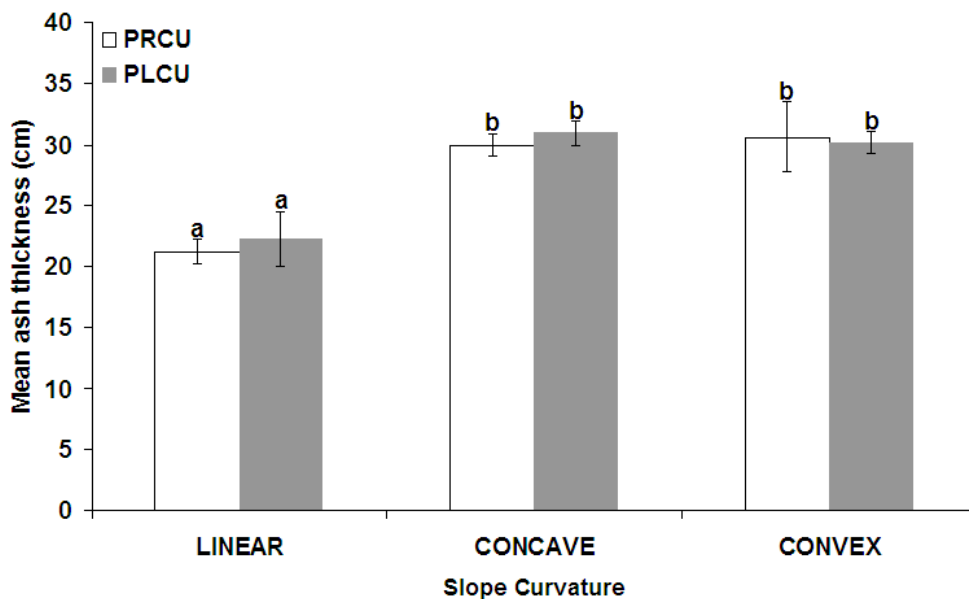 PRCU
PLCU
Mean ash thickness (cm)
40
35
30
25
20
15
10
5
0
a
a
b
b
b
b
LINEAR
CONCAVE
CONVEX
Slope Curvature